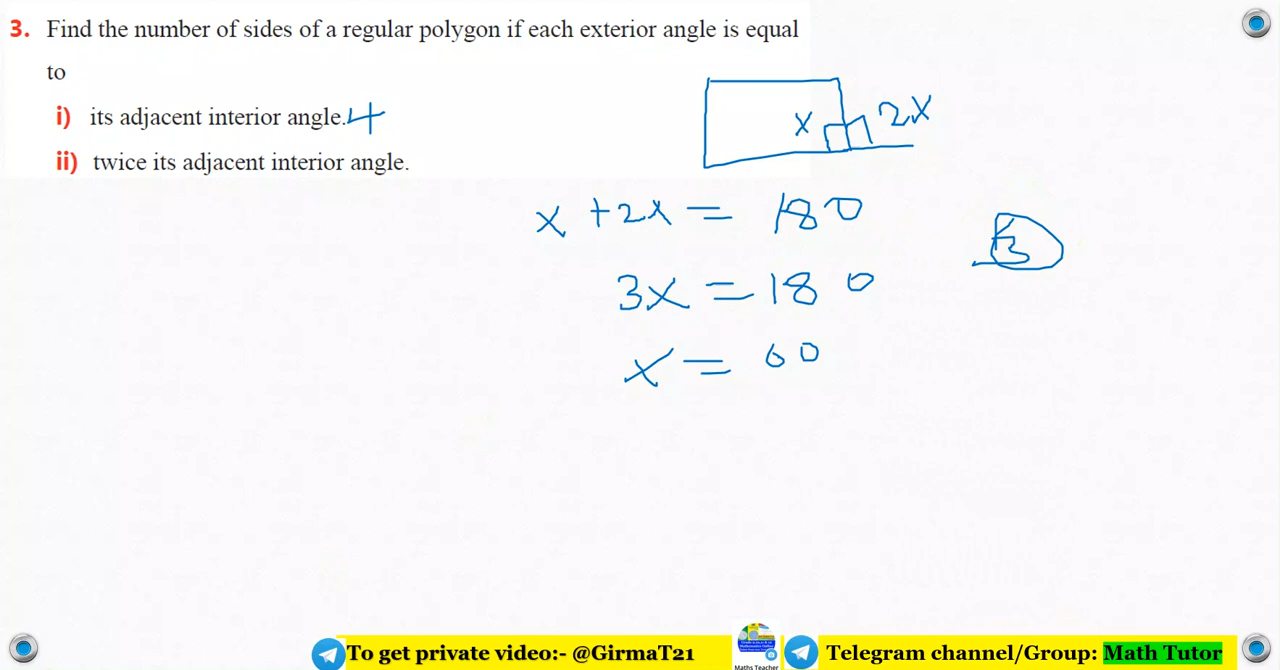 3. Find the number of sides of a regular polygon if each exterior angle is equal
to
i) its adjacent interior angle. 4
ii) twice its adjacent interior angle.
x 2x
x + 2x = 180
3x = 180
x = 60
To get private video:- @GirmaT21
Maths Teacher
Telegram channel/Group: Math Tutor